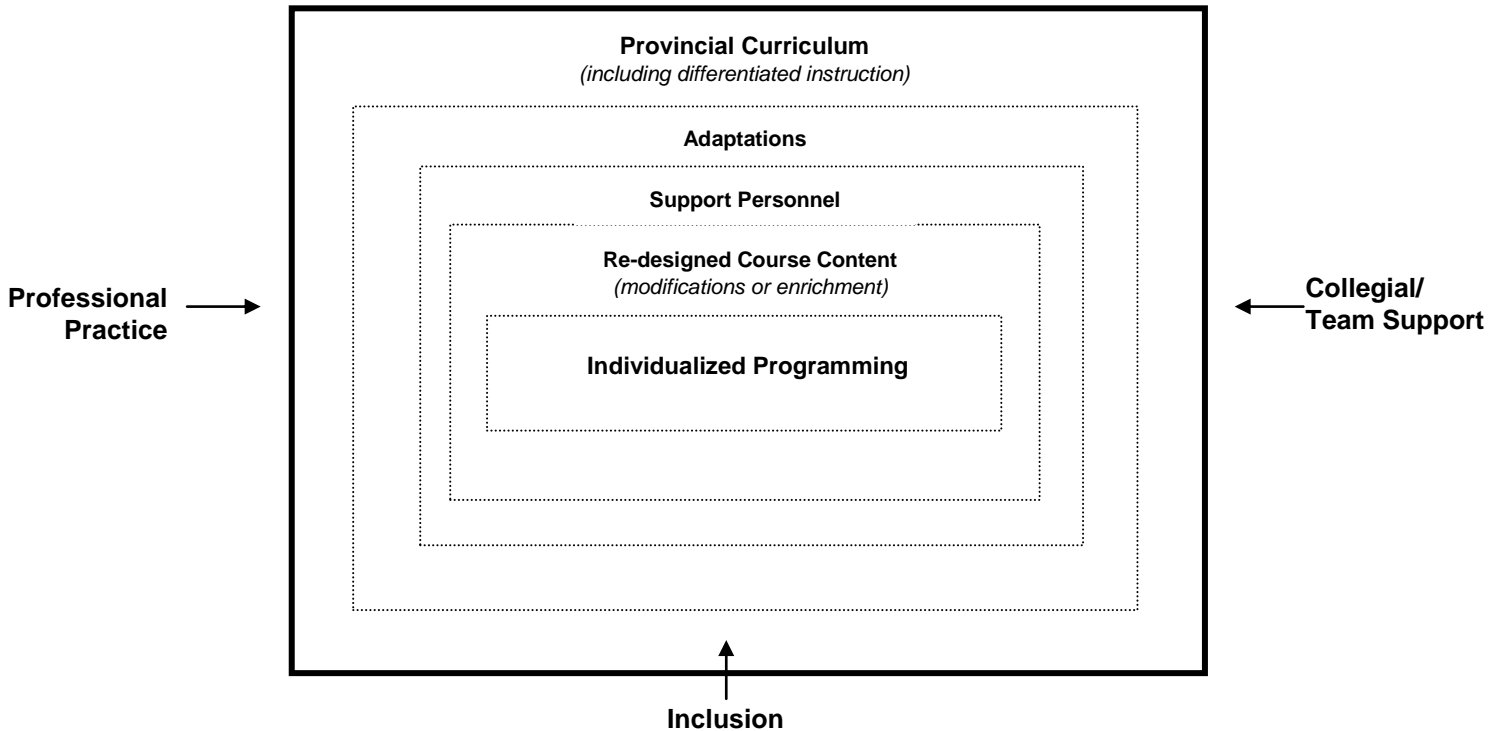 Provincial Curriculum
(including differentiated instruction)
Adaptations
Support Personnel
Re-designed Course Content
(modifications or enrichment)
Individualized Programming
Professional
Practice
Collegial/
Team Support
Inclusion